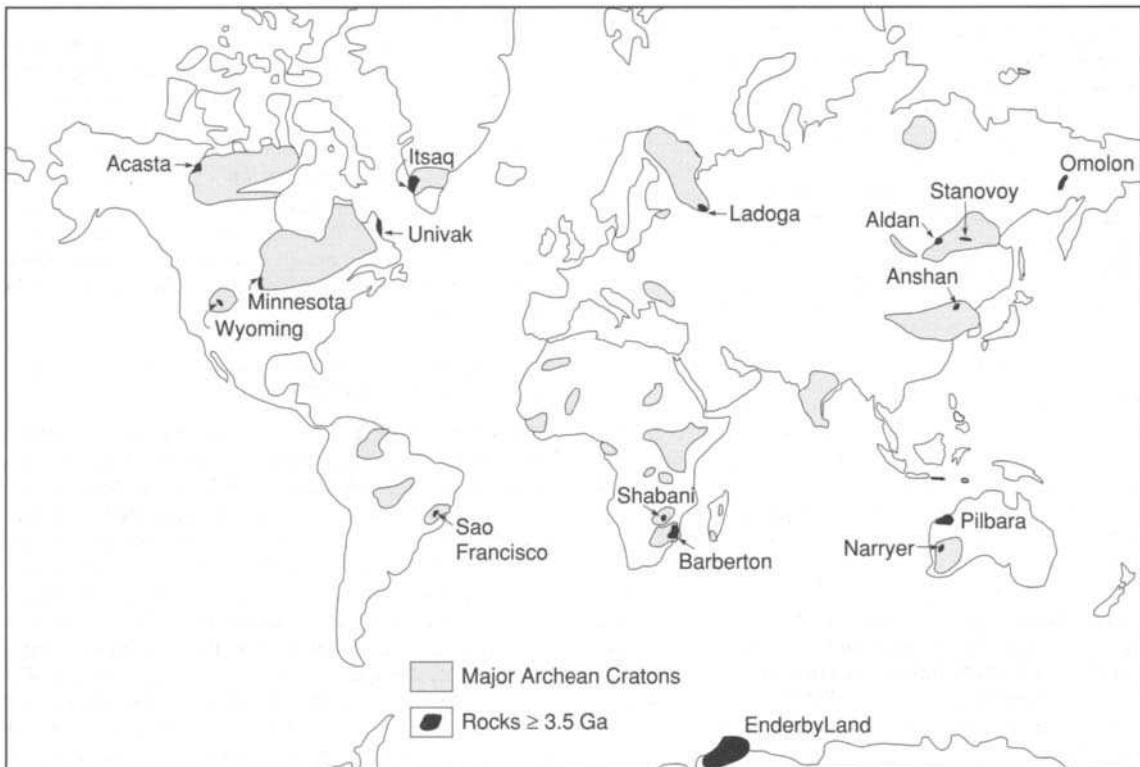 Acasta
Itsaq
Univak
Minnesota
Wyoming
Ladoga
Omolon
Stanovoy
Aldan
Anshan
Shabani
Sao
Francisco
Barberton
Pilbara
Narryer
Major Archean Cratons
Rocks ≥ 3.5 Ga
EnderbyLand